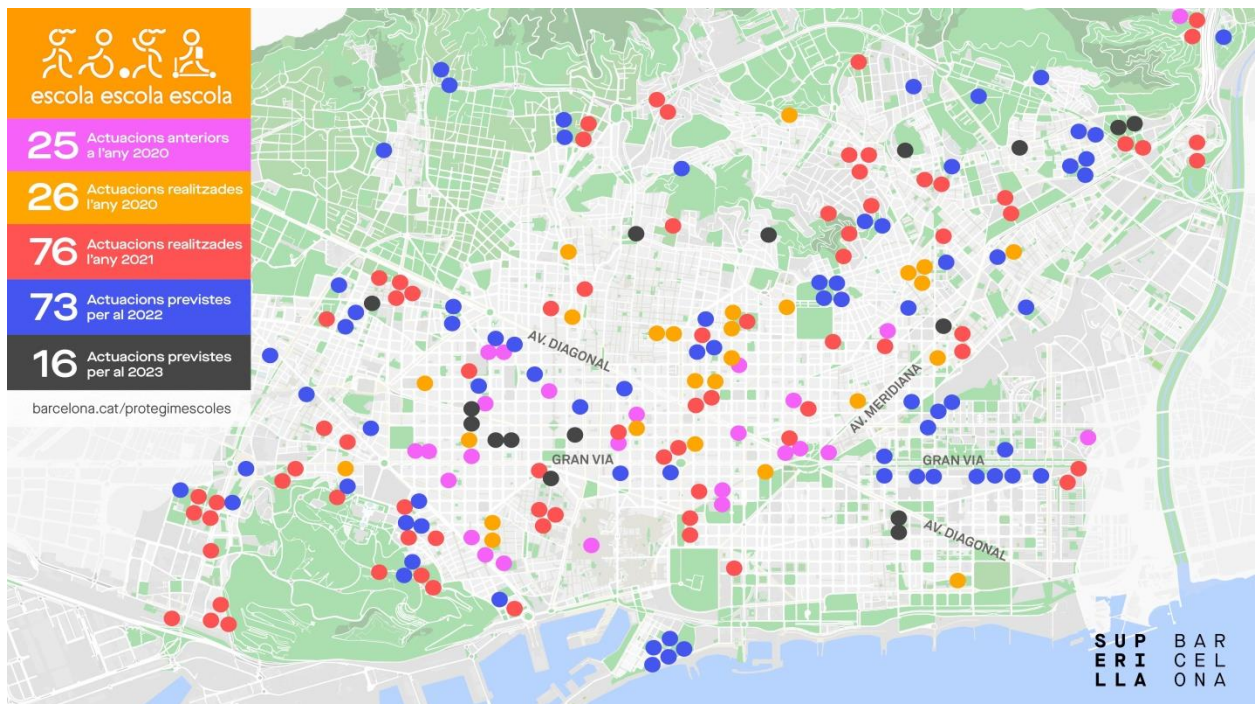 escola escola escola
25 Actuacions anteriors
a l'any 2020
26 Actuacions realitzades
l'any 2020
76 Actuacions realitzades
l'any 2021
73 Actuacions previstes
per al 2022
16 Actuacions previstes
per al 2023
barcelona.cat/protegimescoles
AV. DIAGONAL
AV. MERIDIANA
GRAN VIA
GRAN VIA
AV. DIAGONAL
SUP BAR
ERI CEL
LLA ONA